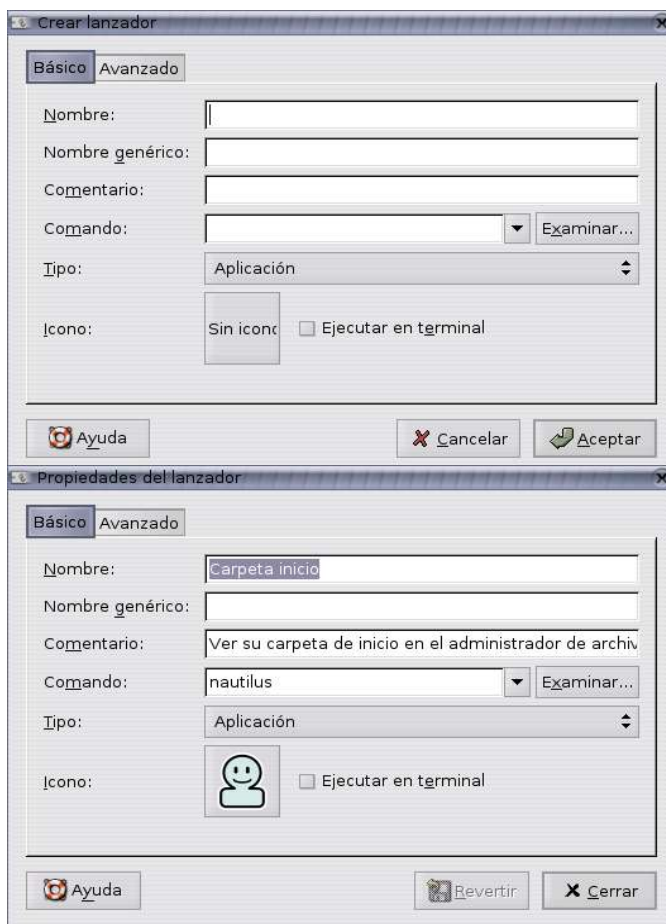 Crear lanzador
Básico Avanzado
Nombre:
Nombre genérico:
Comentario:
Comando: Examinar...
Tipo: Aplicación
Icono: Sin icono Ejecutar en terminal
Ayuda Cancelar Aceptar
Propiedades del lanzador
Básico Avanzado
Nombre: Carpeta inicio
Nombre genérico:
Comentario: Ver su carpeta de inicio en el administrador de archiv
Comando: nautilus Examinar...
Tipo: Aplicación
Icono: Ejecutar en terminal
Ayuda Revertir Cerrar